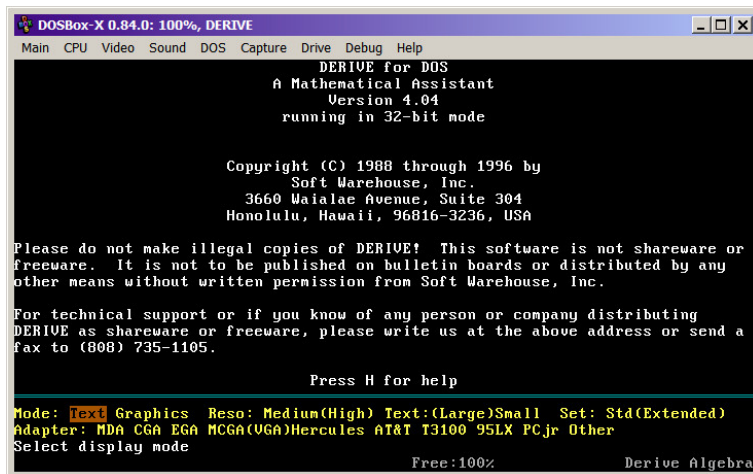 DOSBox-X 0.84.0: 100%, DERIVE
Main CPU Video Sound DOS Capture Drive Debug Help
DERIVE for DOS
A Mathematical Assistant
Version 4.04
running in 32-bit mode
Copyright (C) 1988 through 1996 by
Soft Warehouse, Inc.
3660 Waialae Avenue, Suite 304
Honolulu, Hawaii, 96816-3236, USA
Please do not make illegal copies of DERIVE!  This software is not shareware or
freeware.  It is not to be published on bulletin boards or distributed by any
other means without written permission from Soft Warehouse, Inc.
For technical support or if you know of any person or company distributing
DERIVE as shareware or freeware, please write us at the above address or send a
fax to (808) 735-1105.
Press H for help
Mode: Text Graphics  Reso: Medium(High) Text:(Large)Small  Set: Std(Extended)
Adapter: MDA CGA EGA MCGA(VGA)Hercules AT&T T3100 95LX PCjr Other
Select display mode
Free:100% Derive Algebra